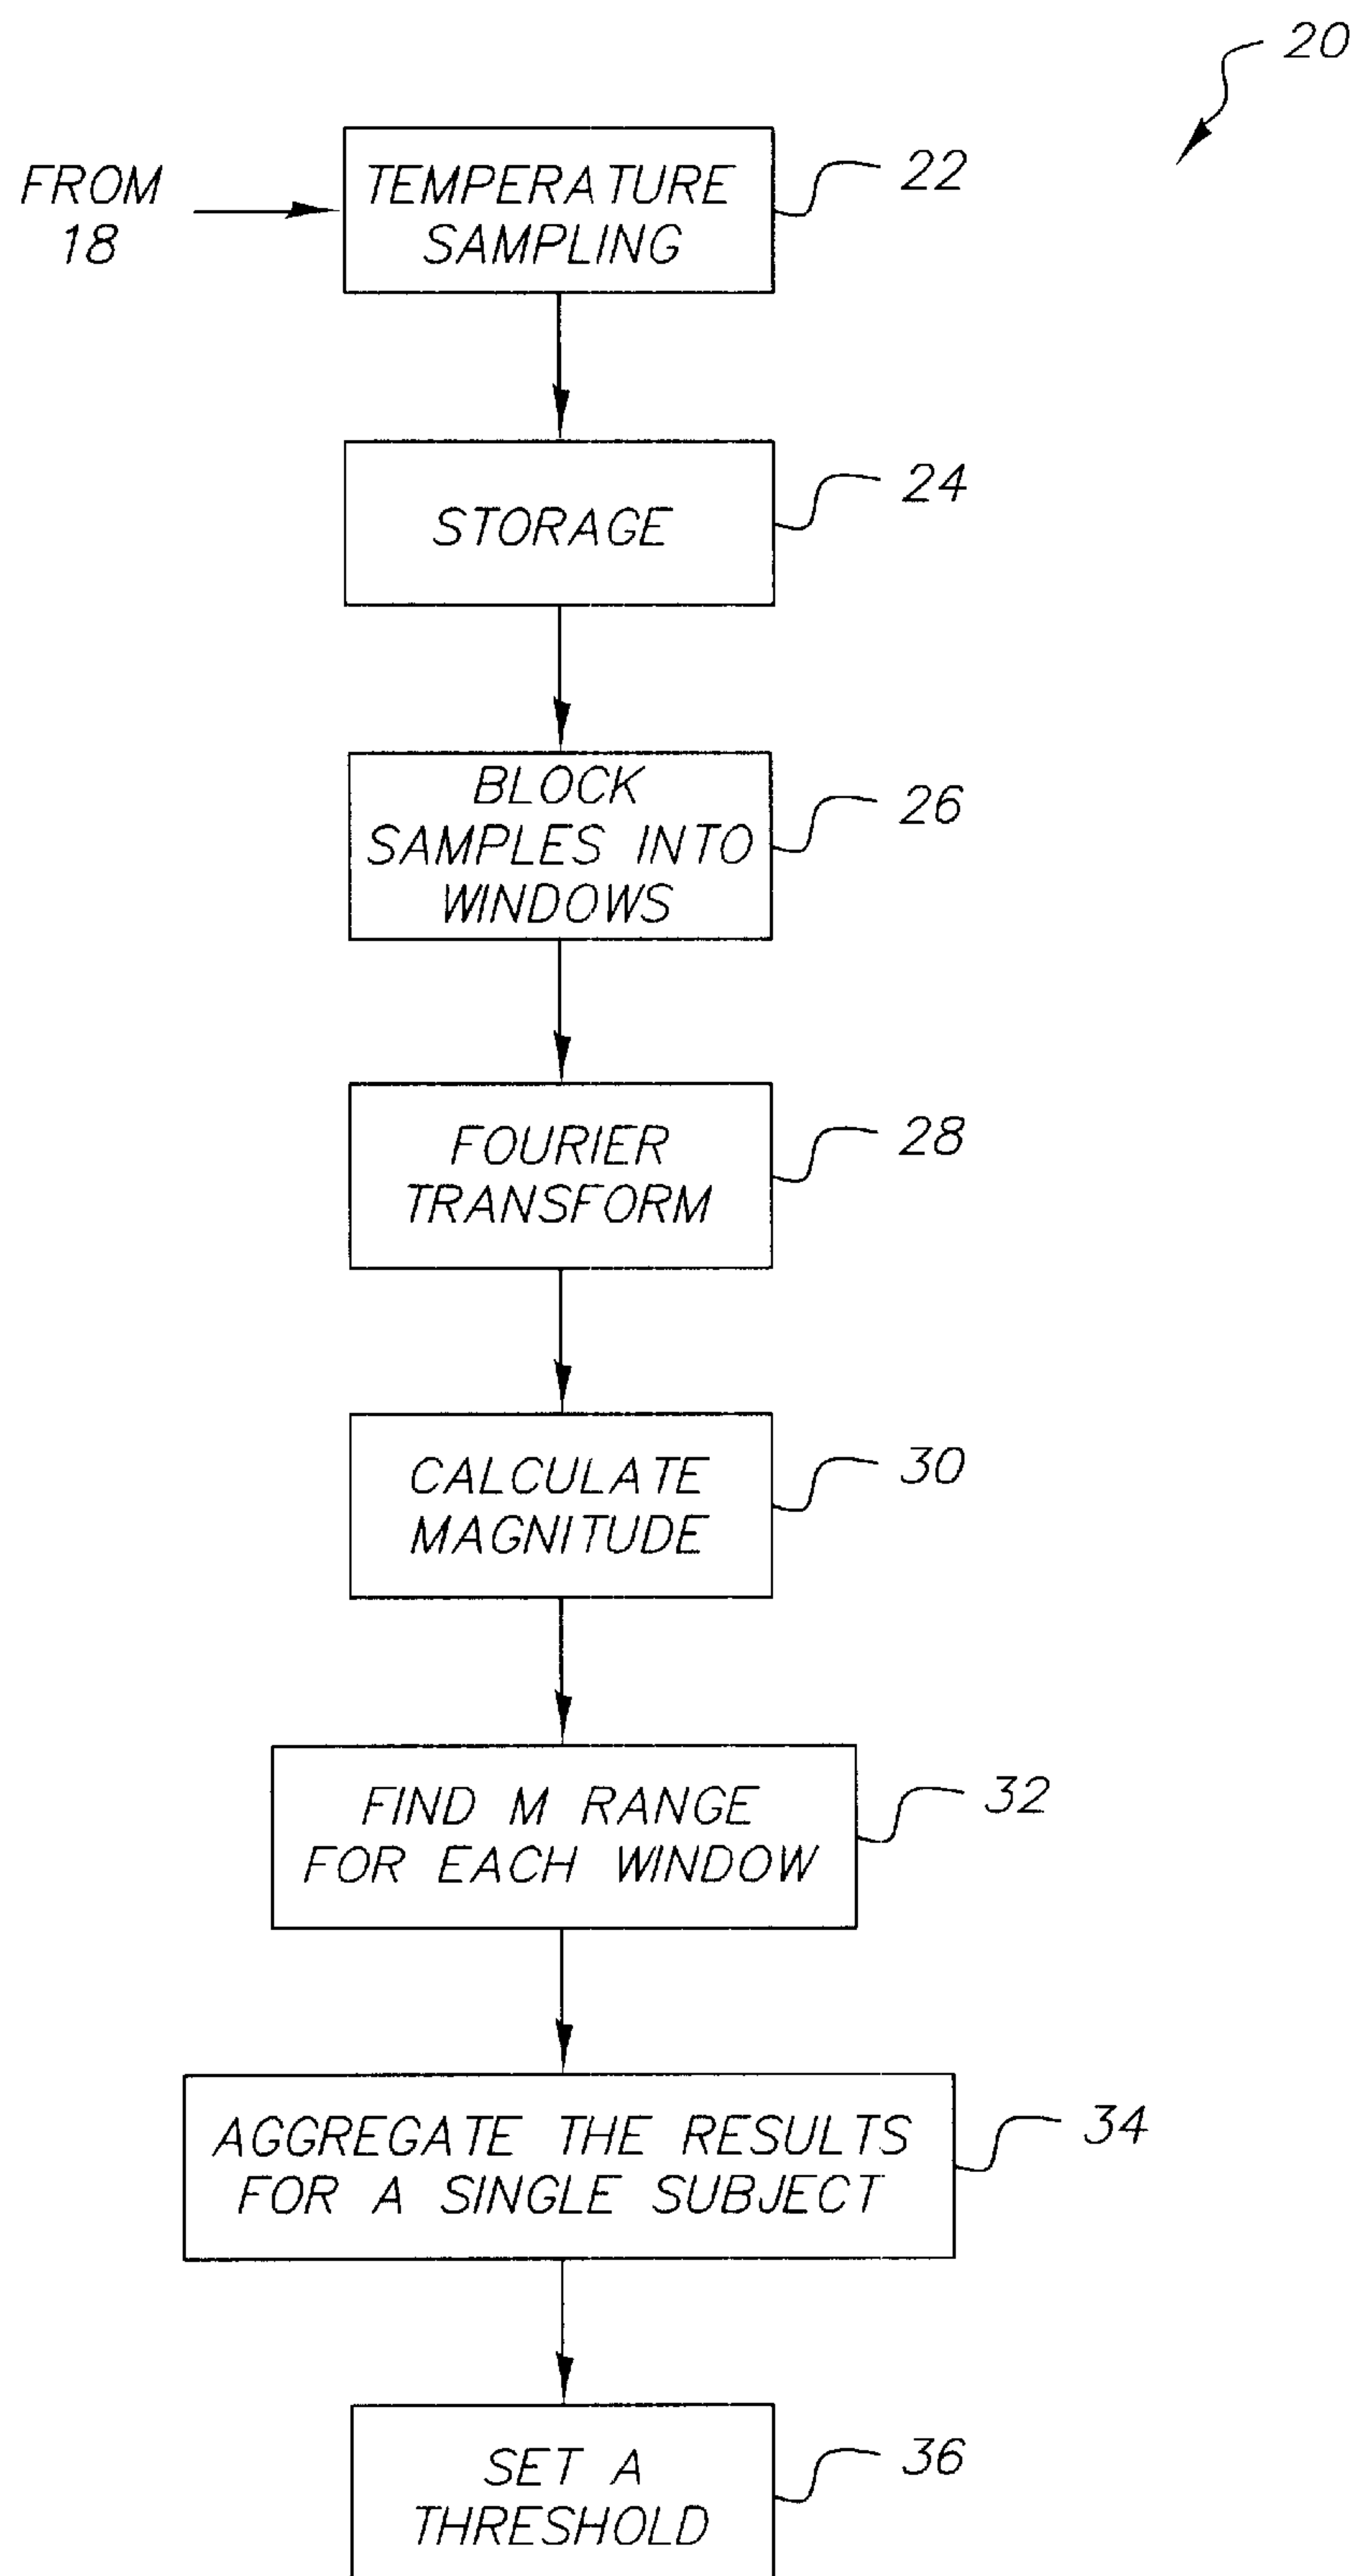 20
FROM
18
TEMPERATURE
SAMPLING
22
STORAGE
24
BLOCK
SAMPLES INTO
WINDOWS
26
FOURIER
TRANSFORM
28
CALCULATE
MAGNITUDE
30
FIND M RANGE
FOR EACH WINDOW
32
AGGREGATE THE RESULTS
FOR A SINGLE SUBJECT
34
SET A
THRESHOLD
36